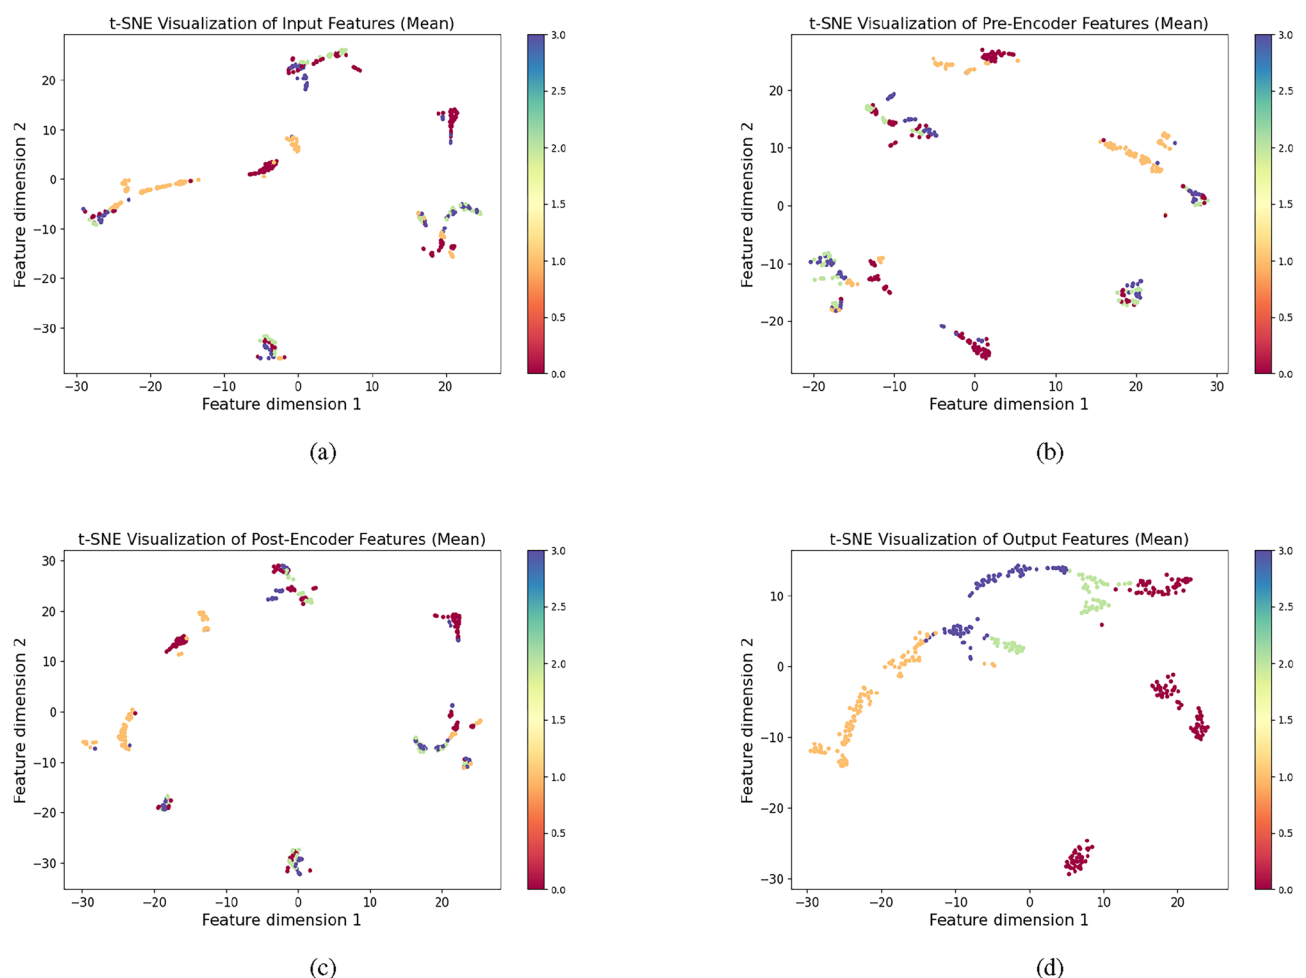 t-SNE Visualization of Input Features (Mean)
Feature dimension 2
20
10
0
−10
−20
−30
−30 −20 −10 0 10 20
Feature dimension 1
3.0
2.5
2.0
1.5
1.0
0.5
0.0
(a)
t-SNE Visualization of Pre-Encoder Features (Mean)
Feature dimension 2
20
10
0
−10
−20
−20 −10 0 10 20 30
Feature dimension 1
3.0
2.5
2.0
1.5
1.0
0.5
0.0
(b)
t-SNE Visualization of Post-Encoder Features (Mean)
Feature dimension 2
30
20
10
0
−10
−20
−30
−30 −20 −10 0 10 20
Feature dimension 1
3.0
2.5
2.0
1.5
1.0
0.5
0.0
(c)
t-SNE Visualization of Output Features (Mean)
Feature dimension 2
10
0
−10
−20
−30
−30 −20 −10 0 10 20
Feature dimension 1
3.0
2.5
2.0
1.5
1.0
0.5
0.0
(d)